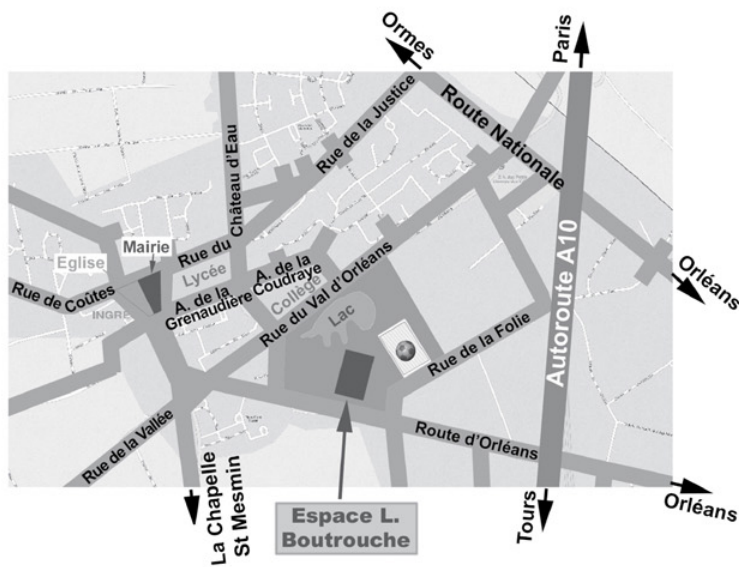 Ormes
Paris
Route Nationale
Rue de la Justice
Château d'Eau
Rue du
Mairie
Eglise
Lycée
A. de la
Coudraye
A. de la
Grenaudière
Collège
Rue de Coûtes
INGRE
Rue du Val d'Orléans
Lac
Autoroute A10
Orléans
Rue de la Folie
Rue de la Vallée
Route d'Orléans
La Chapelle
St Mesmin
Espace L.
Boutrouche
Tours
Orléans